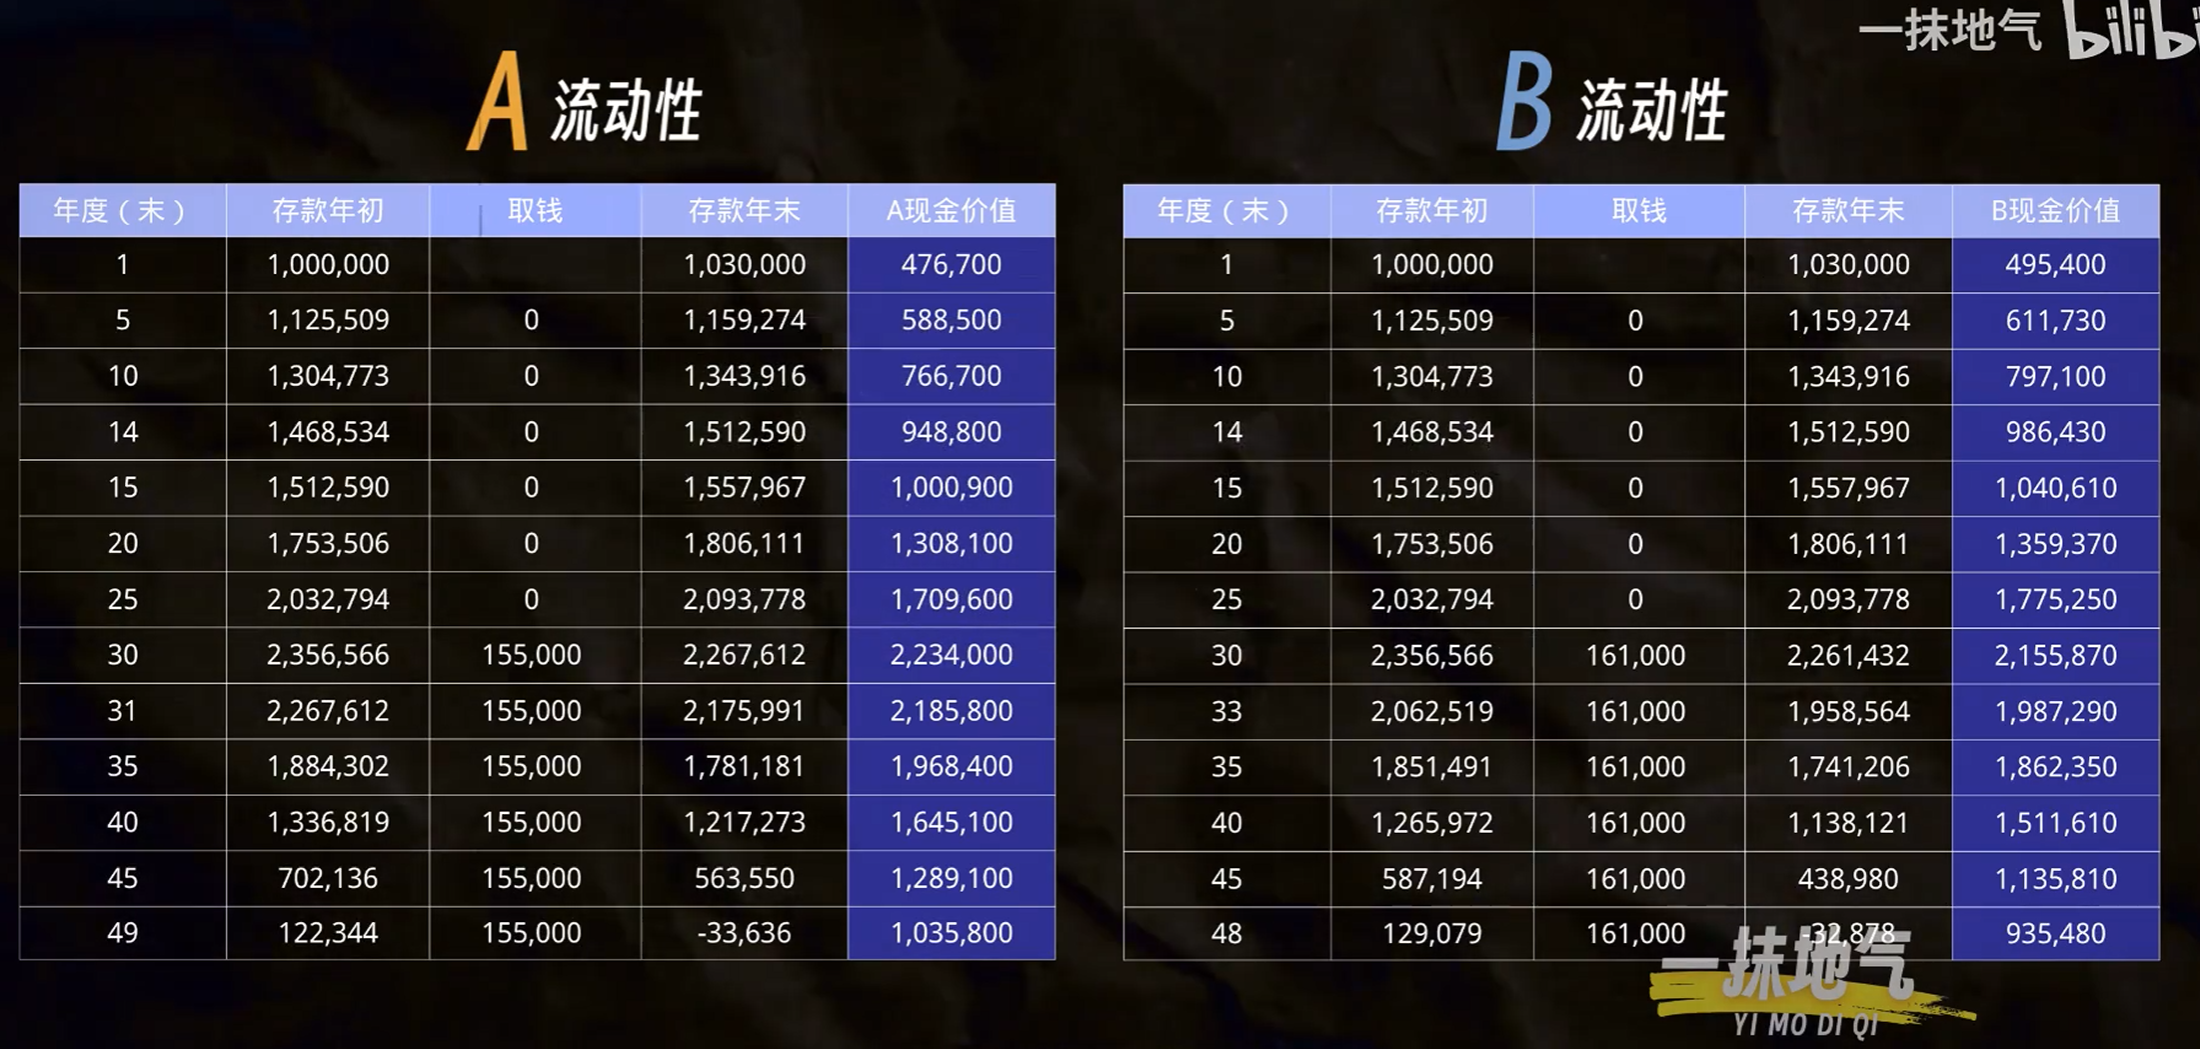 一抹地气 bilibi
A 流动性
年度（末） 存款年初 取钱 存款年末 A现金价值
1 1,000,000 1,030,000 476,700
5 1,125,509 0 1,159,274 588,500
10 1,304,773 0 1,343,916 766,700
14 1,468,534 0 1,512,590 948,800
15 1,512,590 0 1,557,967 1,000,900
20 1,753,506 0 1,806,111 1,308,100
25 2,032,794 0 2,093,778 1,709,600
30 2,356,566 155,000 2,267,612 2,234,000
31 2,267,612 155,000 2,175,991 2,185,800
35 1,884,302 155,000 1,781,181 1,968,400
40 1,336,819 155,000 1,217,273 1,645,100
45 702,136 155,000 563,550 1,289,100
49 122,344 155,000 -33,636 1,035,800
B 流动性
年度（末） 存款年初 取钱 存款年末 B现金价值
1 1,000,000 1,030,000 495,400
5 1,125,509 0 1,159,274 611,730
10 1,304,773 0 1,343,916 797,100
14 1,468,534 0 1,512,590 986,430
15 1,512,590 0 1,557,967 1,040,610
20 1,753,506 0 1,806,111 1,359,370
25 2,032,794 0 2,093,778 1,775,250
30 2,356,566 161,000 2,261,432 2,155,870
33 2,062,519 161,000 1,958,564 1,987,290
35 1,851,491 161,000 1,741,206 1,862,350
40 1,265,972 161,000 1,138,121 1,511,610
45 587,194 161,000 438,980 1,135,810
48 129,079 161,000 -32,878 935,480
一抹地气
YI MO DI QI